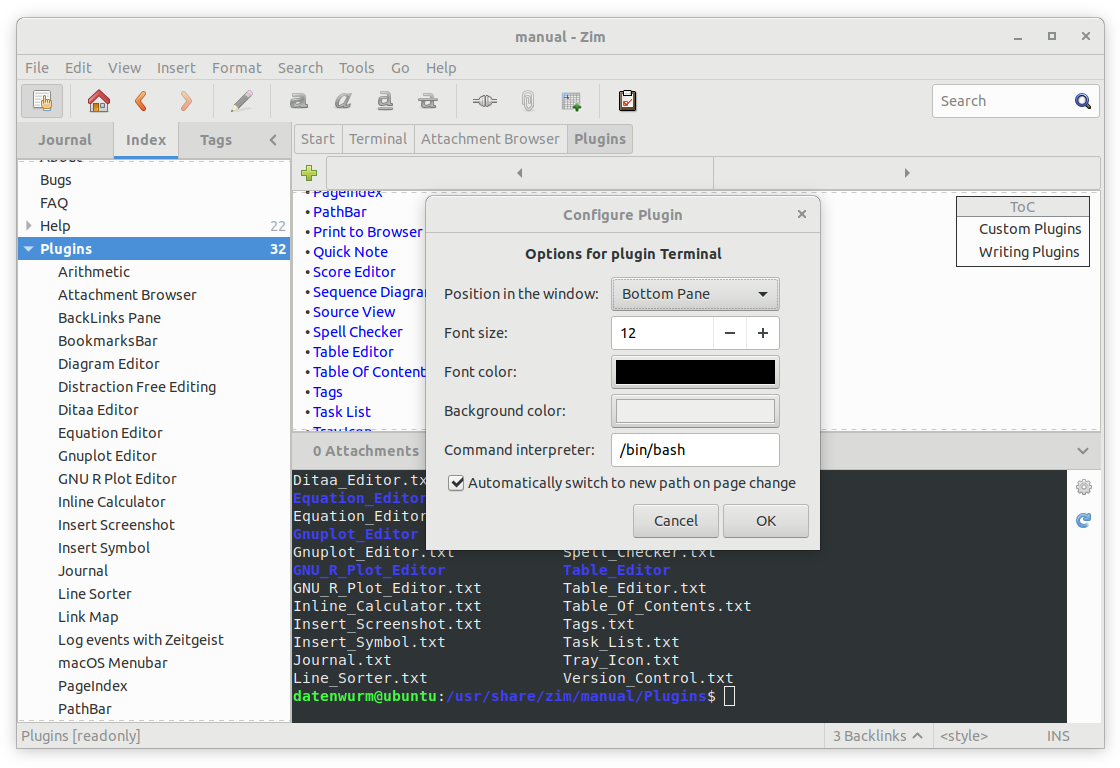 manual - Zim
File Edit View Insert Format Search Tools Go Help
Search
Journal Index Tags
Start Terminal Attachment Browser Plugins
About
Bugs
FAQ
Help 22
Plugins 32
Arithmetic
Attachment Browser
BackLinks Pane
BookmarksBar
Diagram Editor
Distraction Free Editing
Ditaa Editor
Equation Editor
Gnuplot Editor
GNU R Plot Editor
Inline Calculator
Insert Screenshot
Insert Symbol
Journal
Line Sorter
Link Map
Log events with Zeitgeist
macOS Menubar
PageIndex
PathBar
• PageIndex
• PathBar
• Print to Browser
• Quick Note
• Score Editor
• Sequence Diagra
• Source View
• Spell Checker
• Table Editor
• Table Of Content
• Tags
• Task List
• Tray Icon
ToC
Custom Plugins
Writing Plugins
Configure Plugin
Options for plugin Terminal
Position in the window: Bottom Pane
Font size: 12
Font color:
Background color:
Command interpreter: /bin/bash
Automatically switch to new path on page change
Cancel OK
0 Attachments
Ditaa_Editor.tx
Equation_Editor
Equation_Editor
Gnuplot_Editor
Gnuplot_Editor.txt Spell_Checker.txt
GNU_R_Plot_Editor Table_Editor
GNU_R_Plot_Editor.txt Table_Editor.txt
Inline_Calculator.txt Table_Of_Contents.txt
Insert_Screenshot.txt Tags.txt
Insert_Symbol.txt Task_List.txt
Journal.txt Tray_Icon.txt
Line_Sorter.txt Version_Control.txt
datenwurm@ubuntu:/usr/share/zim/manual/Plugins$
Plugins [readonly] 3 Backlinks <style> INS